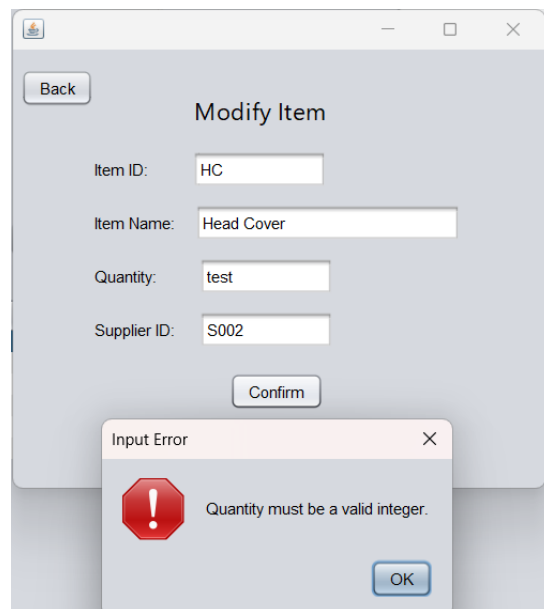 Back
Modify Item
Item ID: HC
Item Name: Head Cover
Quantity: test
Supplier ID: S002
Confirm
Input Error
Quantity must be a valid integer.
OK